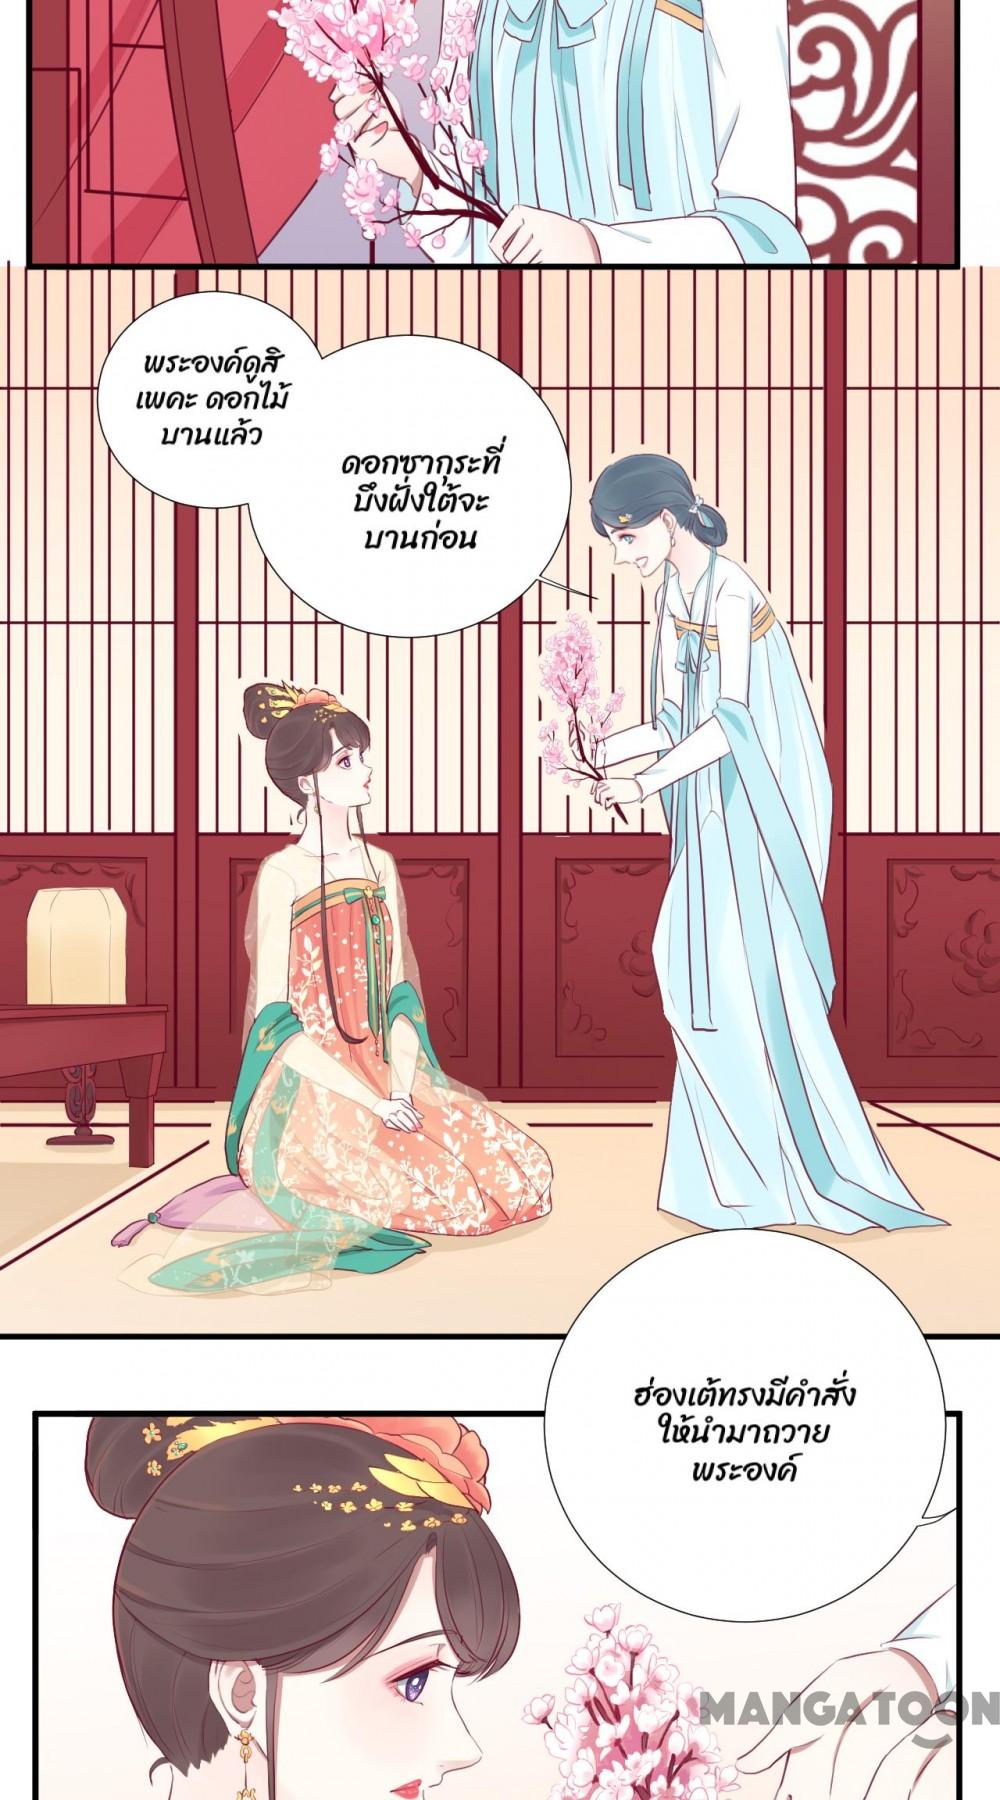 พระองค์ดูสิ
เพคะ ดอกไม้
บานแล้ว
ดอกซากุระที่
บึงฝั่งใต้จะ
บานก่อน
ฮ่องเต้ทรงมีคำสั่ง
ให้นำมาถวาย
พระองค์
MANGATOON